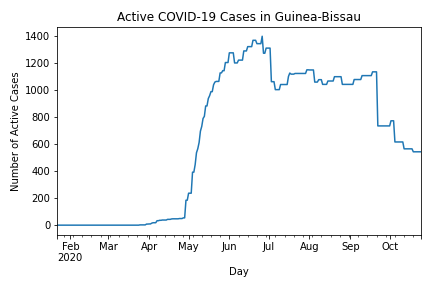 Active COVID-19 Cases in Guinea-Bissau
Number of Active Cases
1400
1200
1000
800
600
400
200
0
Feb Mar Apr May Jun Jul Aug Sep Oct
2020
Day